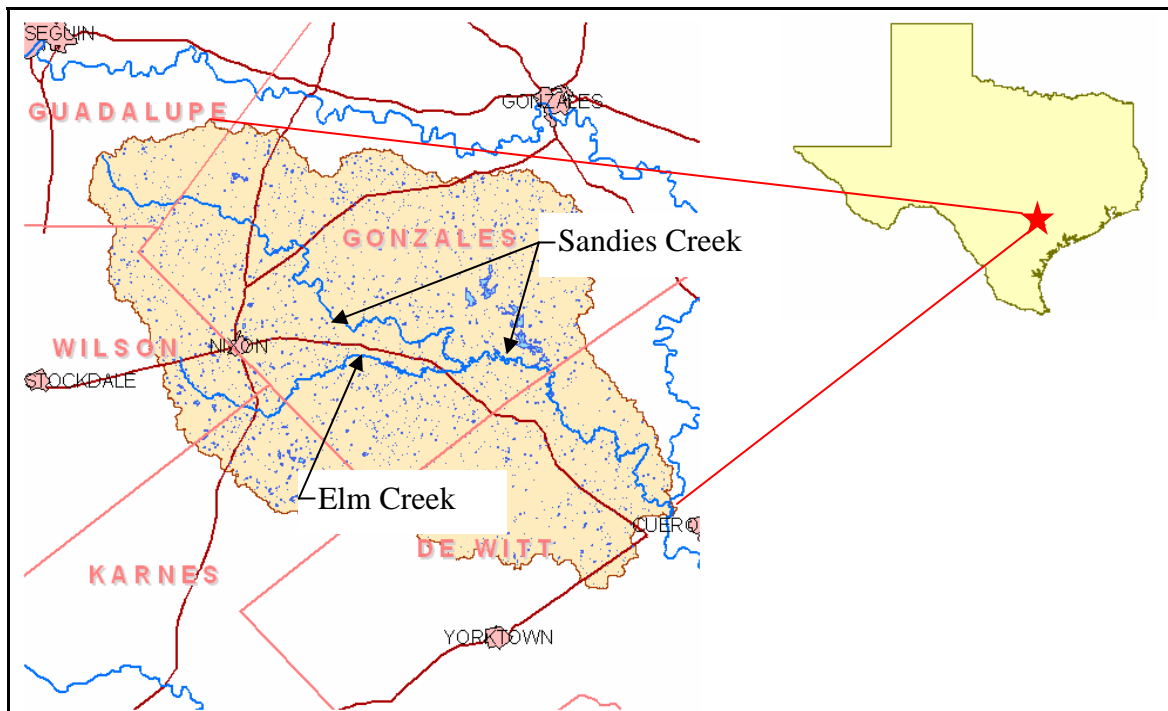 SEGUIN
GUADALUPE
GONZALES
GONZALES
Sandies Creek
WILSON
NIXON
STOCKDALE
Elm Creek
CUERO
DE WITT
KARNES
YORKTOWN